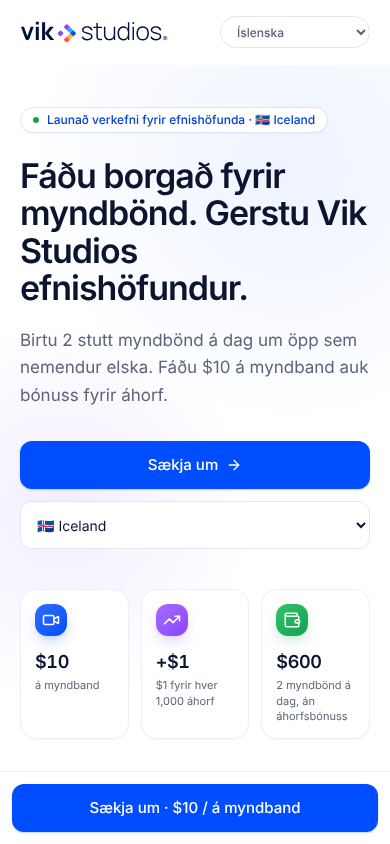 vik studios®
Íslenska
Launað verkefni fyrir efnishöfunda · 🇮🇸 Iceland
Fáðu borgað fyrir
myndbönd. Gerstu Vik
Studios
efnishöfundur.
Birtu 2 stutt myndbönd á dag um öpp sem
nemendur elska. Fáðu $10 á myndband auk
bónuss fyrir áhorf.
Sækja um →
🇮🇸 Iceland
$10
á myndband
+$1
$1 fyrir hver
1,000 áhorf
$600
2 myndbönd á
dag, án
áhorfsbónuss
Sækja um · $10 / á myndband